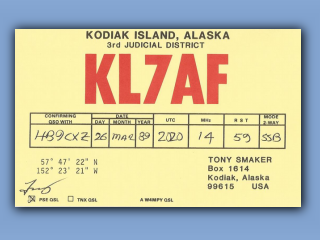 KODIAK ISLAND, ALASKA
3rd JUDICIAL DISTRICT
KL7AF
CONFIRMING QSO WITH DATE UTC MHz R S T MODE 2-WAY
DAY MONTH YEAR
HB9CXZ 26 MAR 89 2020 14 59 SSB
57° 47' 22" N
152° 23' 21" W
TONY SMAKER
Box 1614
Kodiak, Alaska
99615 USA
PSE QSL TNX QSL A W4MPY QSL